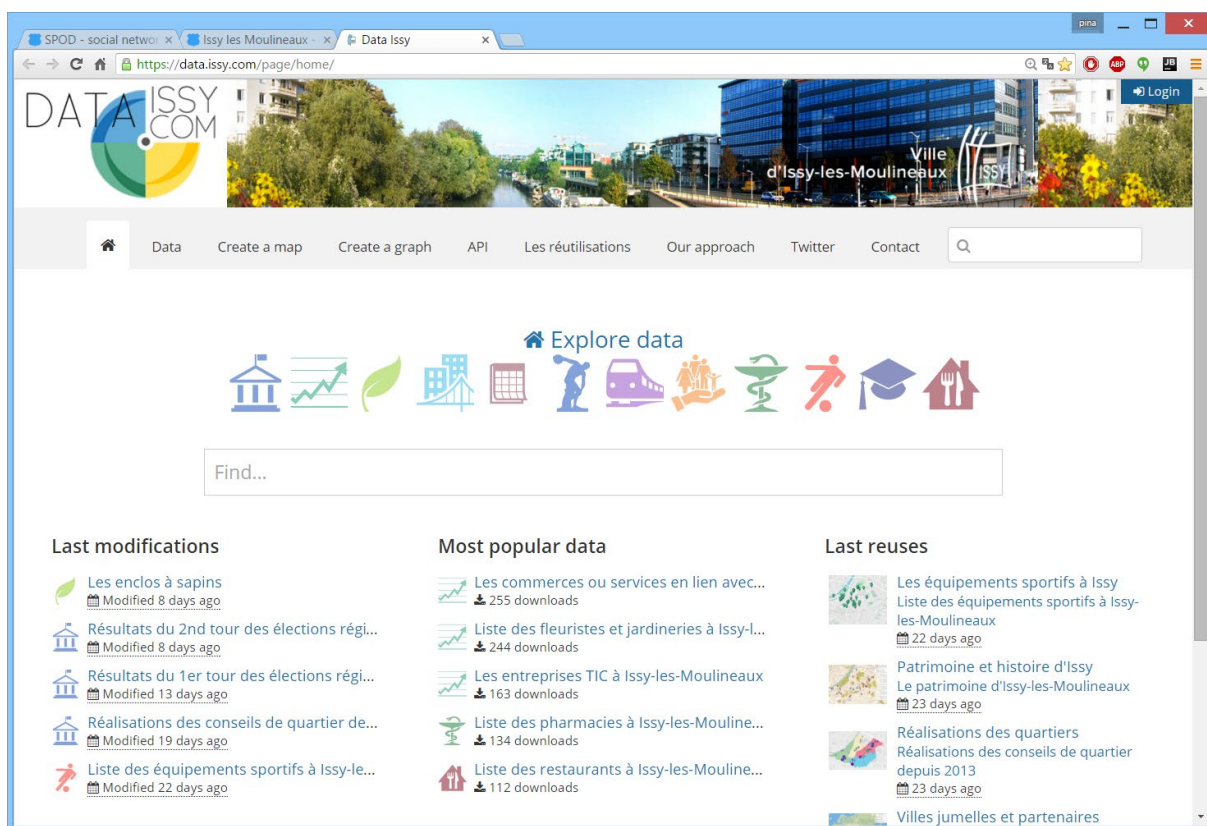 pina
SPOD - social networ
Issy les Moulineaux -
Data Issy
https://data.issy.com/page/home/
ABP
JB
DATA ISSY
.COM
Ville
d'Issy-les-Moulineaux
ISSY
Login
Data
Create a map
Create a graph
API
Les réutilisations
Our approach
Twitter
Contact
Explore data
Find...
Last modifications
Les enclos à sapins
Modified 8 days ago
Résultats du 2nd tour des élections régi...
Modified 8 days ago
Résultats du 1er tour des élections régi...
Modified 13 days ago
Réalisations des conseils de quartier de...
Modified 19 days ago
Liste des équipements sportifs à Issy-le...
Modified 22 days ago
Most popular data
Les commerces ou services en lien avec...
255 downloads
Liste des fleuristes et jardineries à Issy-l...
244 downloads
Les entreprises TIC à Issy-les-Moulineaux
163 downloads
Liste des pharmacies à Issy-les-Mouline...
134 downloads
Liste des restaurants à Issy-les-Mouline...
112 downloads
Last reuses
Les équipements sportifs à Issy
Liste des équipements sportifs à Issy-
les-Moulineaux
22 days ago
Patrimoine et histoire d'Issy
Le patrimoine d'Issy-les-Moulineaux
23 days ago
Réalisations des quartiers
Réalisations des conseils de quartier
depuis 2013
23 days ago
Villes jumelles et partenaires